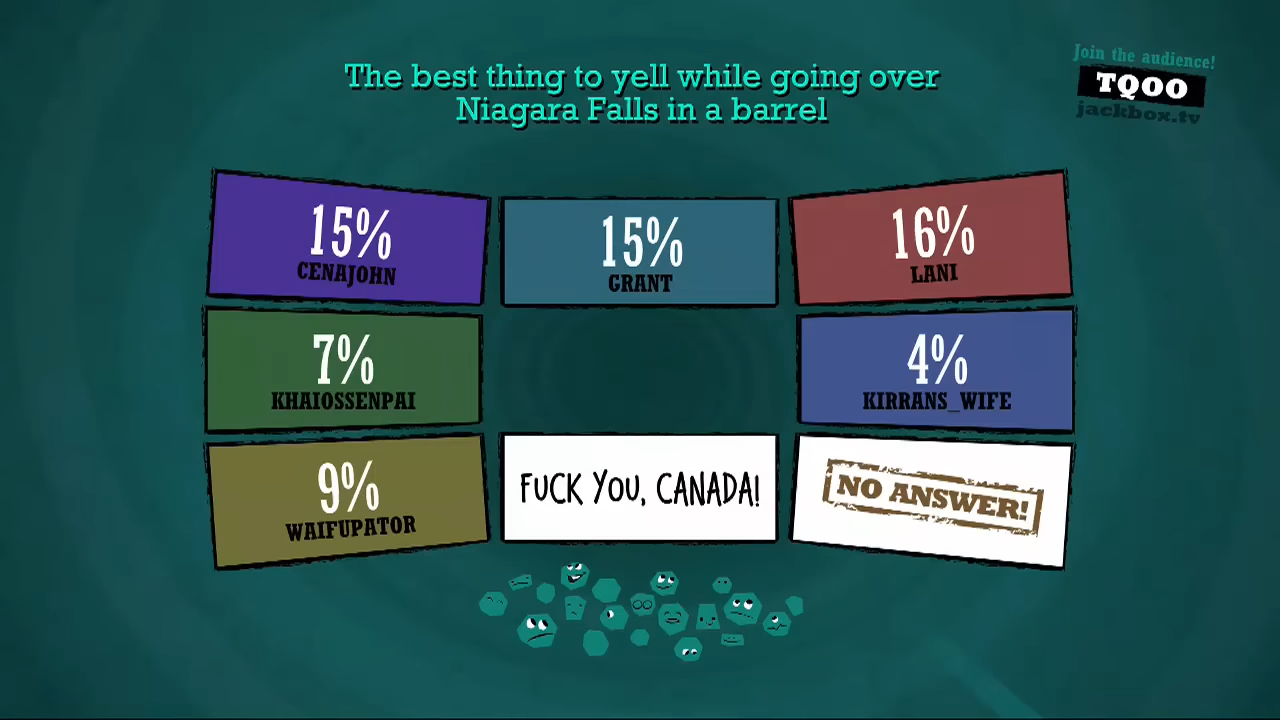 The best thing to yell while going over
Niagara Falls in a barrel
Join the audience!
TQOO
jackbox.tv
15%
CENAJOHN
15%
GRANT
16%
LANI
7%
KHAIOSSENPAI
4%
KIRRANS_WIFE
9%
WAIFUPATOR
FUCK YOU, CANADA!
NO ANSWER!